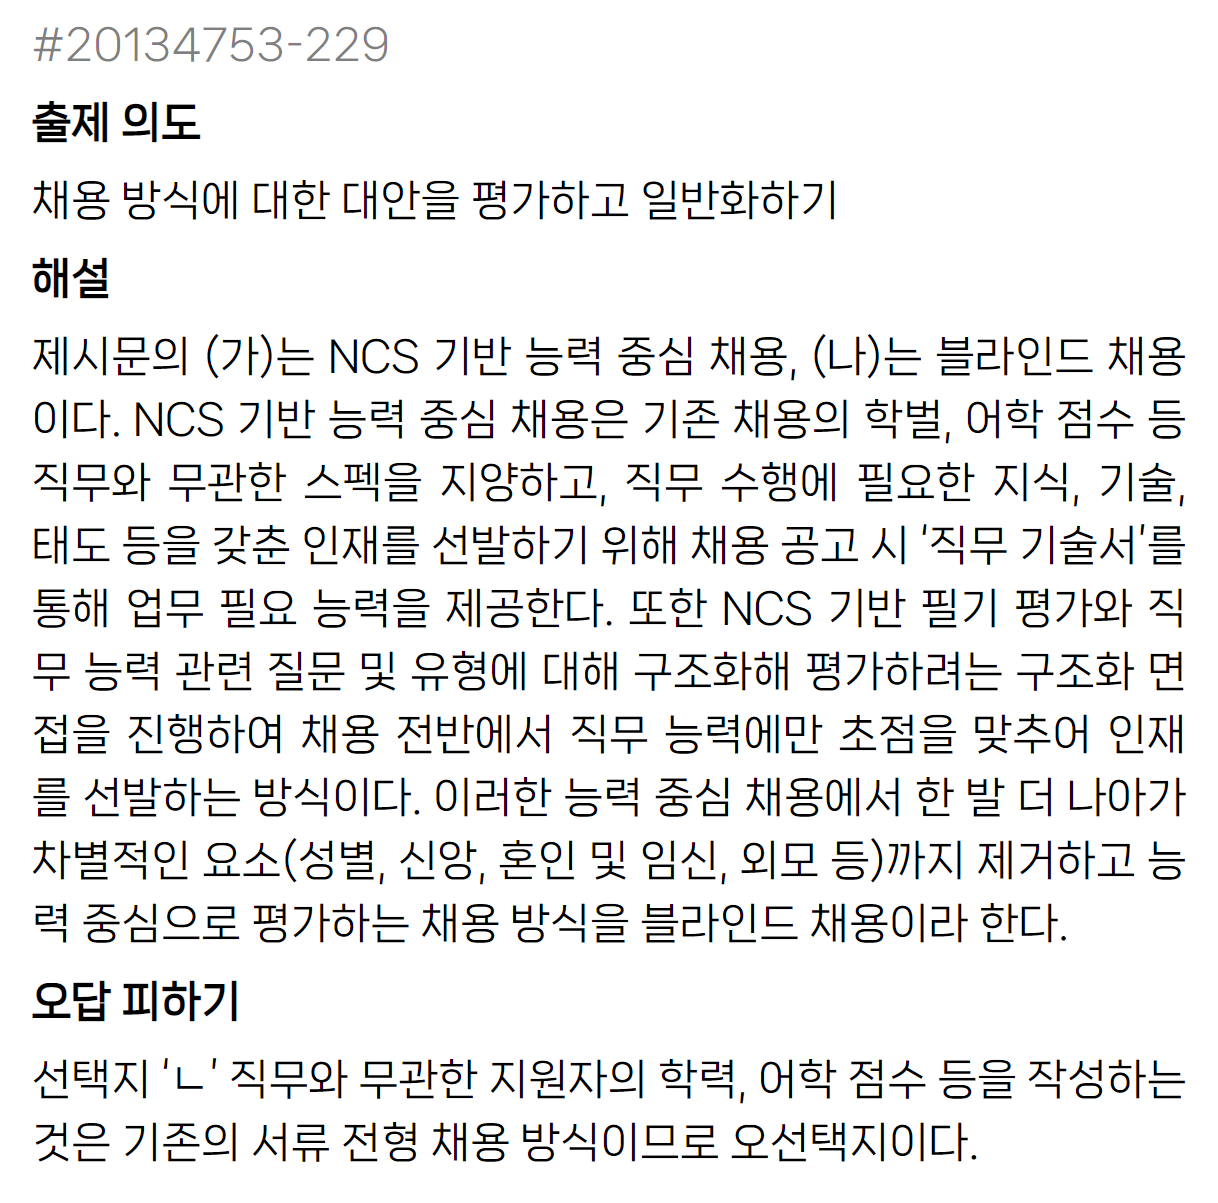 #20134753-229
출제 의도
채용 방식에 대한 대안을 평가하고 일반화하기
해설
제시문의 (가)는 NCS 기반 능력 중심 채용, (나)는 블라인드 채용
이다. NCS 기반 능력 중심 채용은 기존 채용의 학벌, 어학 점수 등
직무와 무관한 스펙을 지양하고, 직무 수행에 필요한 지식, 기술,
태도 등을 갖춘 인재를 선발하기 위해 채용 공고 시 '직무 기술서'를
통해 업무 필요 능력을 제공한다. 또한 NCS 기반 필기 평가와 직
무 능력 관련 질문 및 유형에 대해 구조화해 평가하려는 구조화 면
접을 진행하여 채용 전반에서 직무 능력에만 초점을 맞추어 인재
를 선발하는 방식이다. 이러한 능력 중심 채용에서 한 발 더 나아가
차별적인 요소(성별, 신앙, 혼인 및 임신, 외모 등)까지 제거하고 능
력 중심으로 평가하는 채용 방식을 블라인드 채용이라 한다.
오답 피하기
선택지 'ㄴ' 직무와 무관한 지원자의 학력, 어학 점수 등을 작성하는
것은 기존의 서류 전형 채용 방식이므로 오선택지이다.